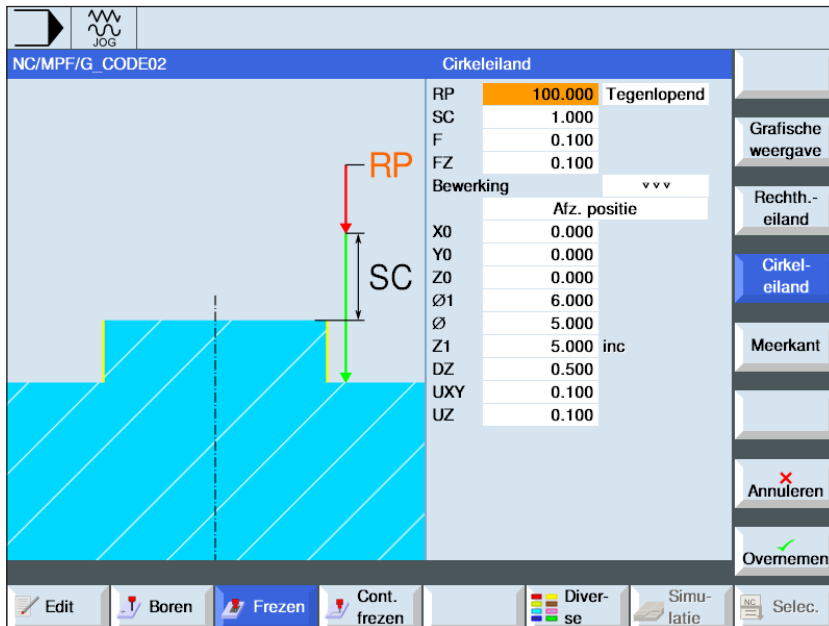 JOG
NC/MPF/G_CODE02
Cirkeleiland
RP 100.000 Tegenlopend
SC 1.000
F 0.100
FZ 0.100
Bewerking ▿▿▿
Afz. positie
X0 0.000
Y0 0.000
Z0 0.000
Ø1 6.000
Ø 5.000
Z1 5.000 inc
DZ 0.500
UXY 0.100
UZ 0.100
RP
SC
Grafische
weergave
Rechth.-
eiland
Cirkel-
eiland
Meerkant
Annuleren
Overnemen
Edit
Boren
Frezen
Cont.
frezen
Diver-
se
Simu-
latie
NC
Selec.